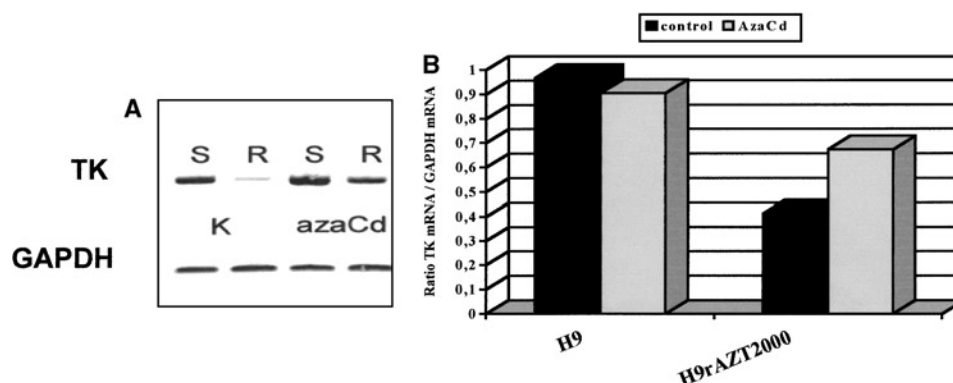 A
TK
S R S R
K azaCd
GAPDH
control AzaCd
B
Ratio TK mRNA / GAPDH mRNA
1
0,9
0,8
0,7
0,6
0,5
0,4
0,3
0,2
0,1
0
H9
H9rAZT2000